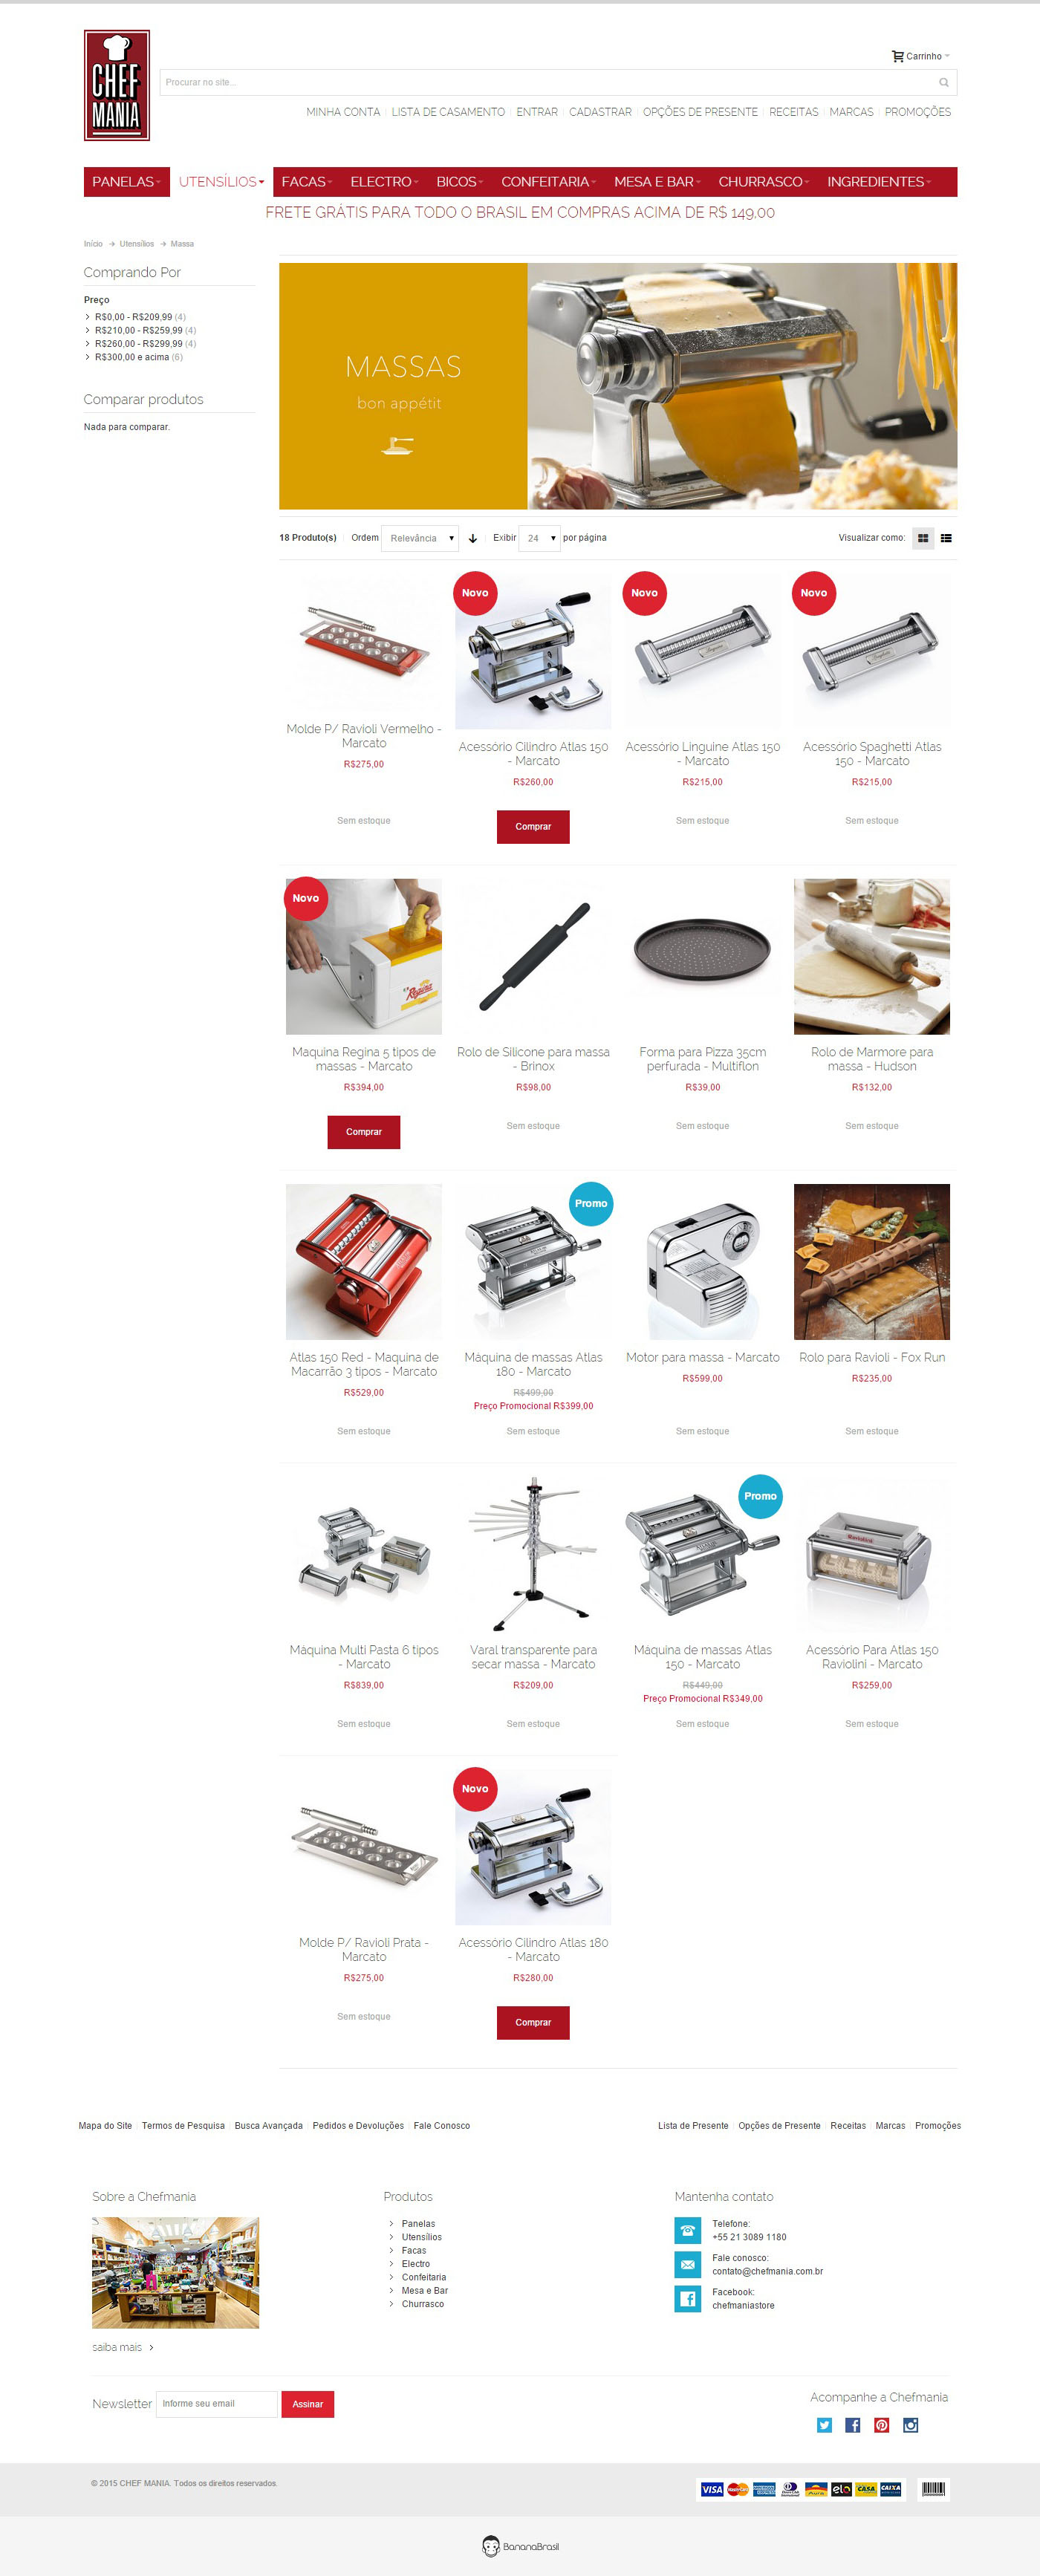 CHEF
MANIA
Carrinho
Procurar no site...
MINHA CONTA LISTA DE CASAMENTO ENTRAR CADASTRAR OPÇÕES DE PRESENTE RECEITAS MARCAS PROMOÇÕES
PANELAS UTENSÍLIOS FACAS ELECTRO BICOS CONFEITARIA MESA E BAR CHURRASCO INGREDIENTES
FRETE GRÁTIS PARA TODO O BRASIL EM COMPRAS ACIMA DE R$ 149,00
Início Utensílios Massa
Comprando Por
Preço
R$0,00 - R$209,99 (4)
R$210,00 - R$259,99 (4)
R$260,00 - R$299,99 (4)
R$300,00 e acima (6)
Comparar produtos
Nada para comparar.
MASSAS
bon appétit
18 Produto(s) Ordem Relevância Exibir 24 por página Visualizar como:
Novo Novo Novo
Molde P/ Ravioli Vermelho -
Marcato
R$275,00
Sem estoque
Acessório Cilindro Atlas 150
- Marcato
R$260,00
Comprar
Acessório Linguine Atlas 150
- Marcato
R$215,00
Sem estoque
Acessório Spaghetti Atlas
150 - Marcato
R$215,00
Sem estoque
Novo
Regina
Maquina Regina 5 tipos de
massas - Marcato
R$394,00
Comprar
Rolo de Silicone para massa
- Brinox
R$98,00
Sem estoque
Forma para Pizza 35cm
perfurada - Multiflon
R$39,00
Sem estoque
Rolo de Marmore para
massa - Hudson
R$132,00
Sem estoque
Atlas 150 Red - Maquina de
Macarrão 3 tipos - Marcato
R$529,00
Sem estoque
Promo
Máquina de massas Atlas
180 - Marcato
R$499,00
Preço Promocional R$399,00
Sem estoque
Motor para massa - Marcato
R$599,00
Sem estoque
Rolo para Ravioli - Fox Run
R$235,00
Sem estoque
Máquina Multi Pasta 6 tipos
- Marcato
R$839,00
Sem estoque
Varal transparente para
secar massa - Marcato
R$209,00
Sem estoque
Promo
Máquina de massas Atlas
150 - Marcato
R$449,00
Preço Promocional R$349,00
Sem estoque
Acessório Para Atlas 150
Raviolini - Marcato
R$259,00
Sem estoque
Molde P/ Ravioli Prata -
Marcato
R$275,00
Sem estoque
Novo
Acessório Cilindro Atlas 180
- Marcato
R$280,00
Comprar
Mapa do Site Termos de Pesquisa Busca Avançada Pedidos e Devoluções Fale Conosco
Lista de Presente Opções de Presente Receitas Marcas Promoções
Sobre a Chefmania
saiba mais
Produtos
Panelas
Utensílios
Facas
Electro
Confeitaria
Mesa e Bar
Churrasco
Mantenha contato
Telefone:
+55 21 3089 1180
Fale conosco:
contato@chefmania.com.br
Facebook:
chefmaniastore
Newsletter Informe seu email Assinar
Acompanhe a Chefmania
© 2015 CHEF MANIA. Todos os direitos reservados.
VISA MasterCard elo CASA CAIXA
BananaBrasil